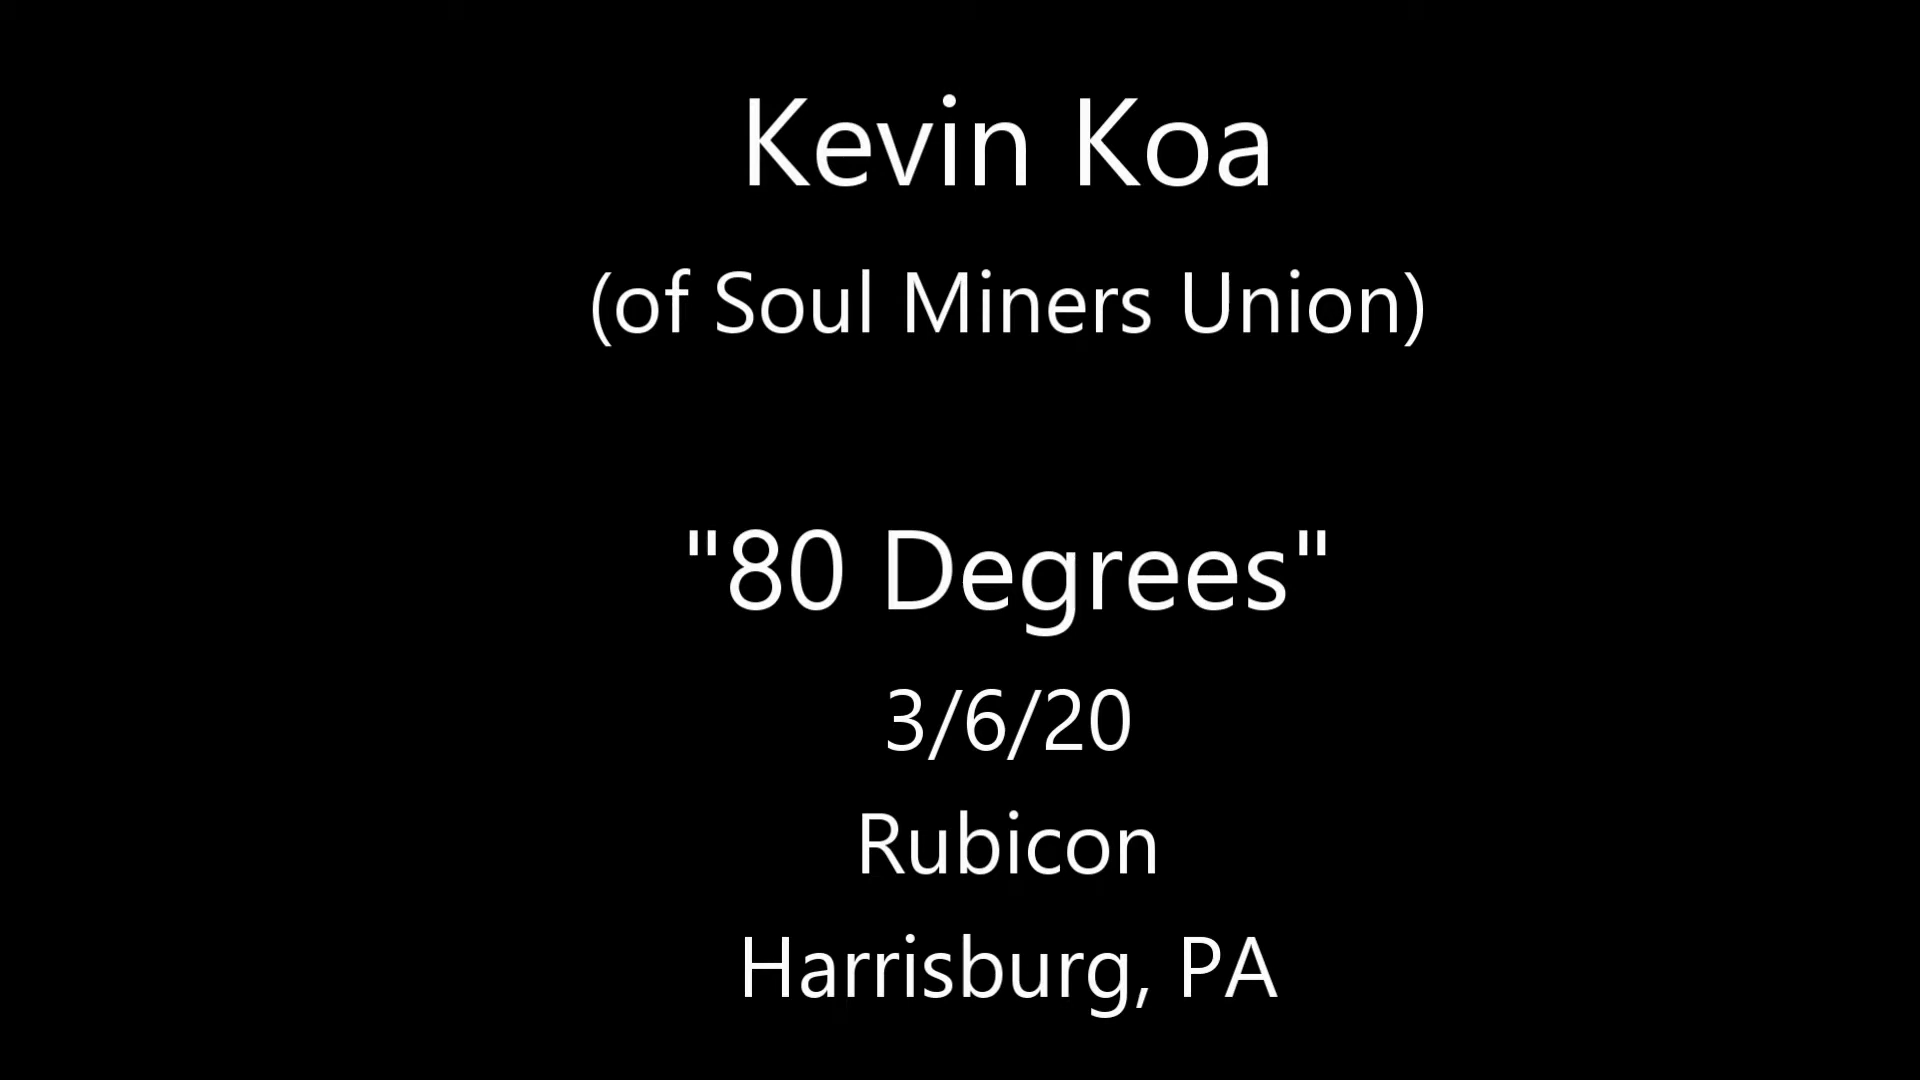 Kevin Koa
(of Soul Miners Union)
"80 Degrees"
3/6/20
Rubicon
Harrisburg, PA